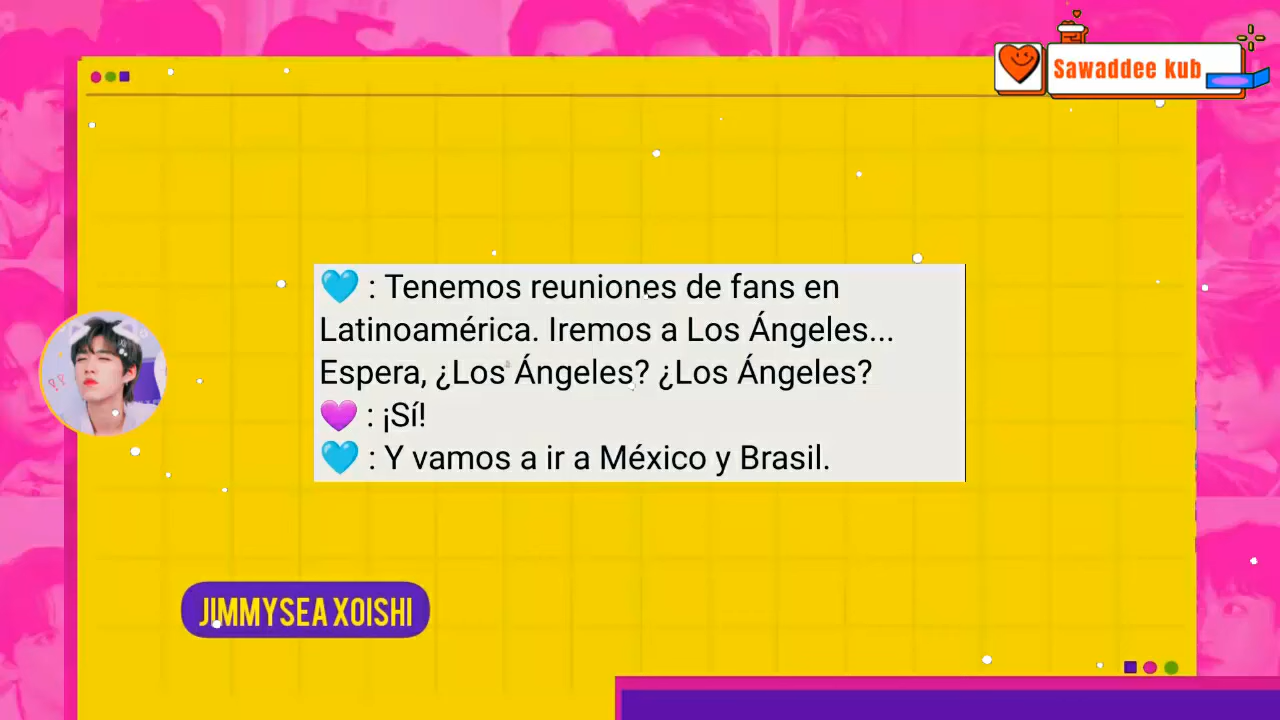 Sawaddee kub
💙 : Tenemos reuniones de fans en
Latinoamérica. Iremos a Los Ángeles...
Espera, ¿Los Ángeles? ¿Los Ángeles?
💜 : ¡Sí!
💙 : Y vamos a ir a México y Brasil.
JIMMYSEA XOISHI